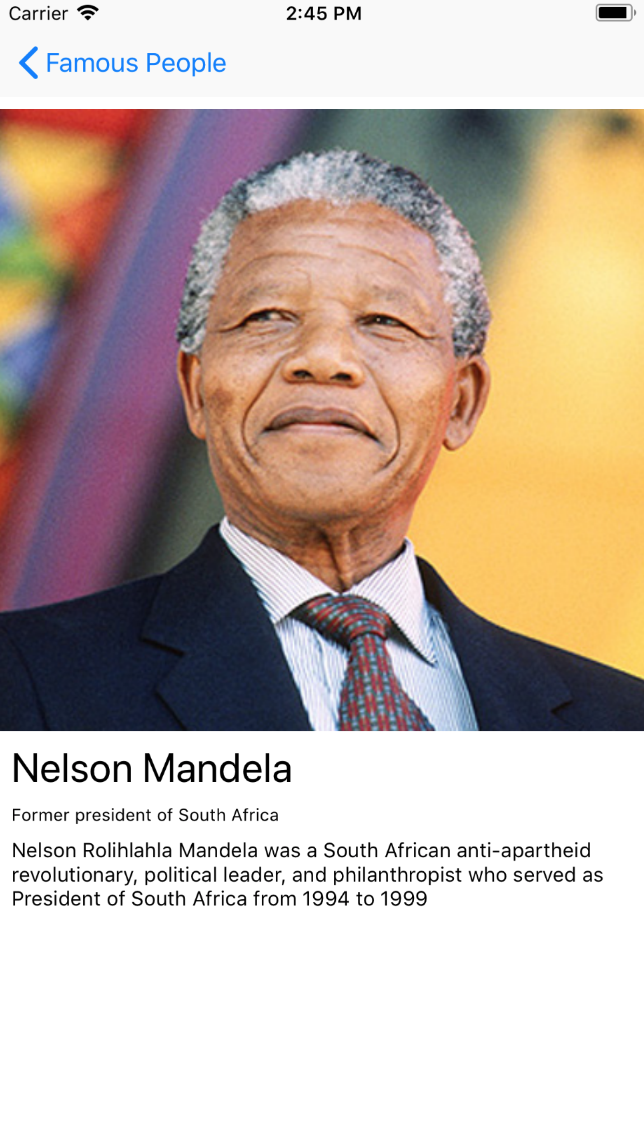 Carrier 2:45 PM
Famous People
Nelson Mandela
Former president of South Africa
Nelson Rolihlahla Mandela was a South African anti-apartheid
revolutionary, political leader, and philanthropist who served as
President of South Africa from 1994 to 1999